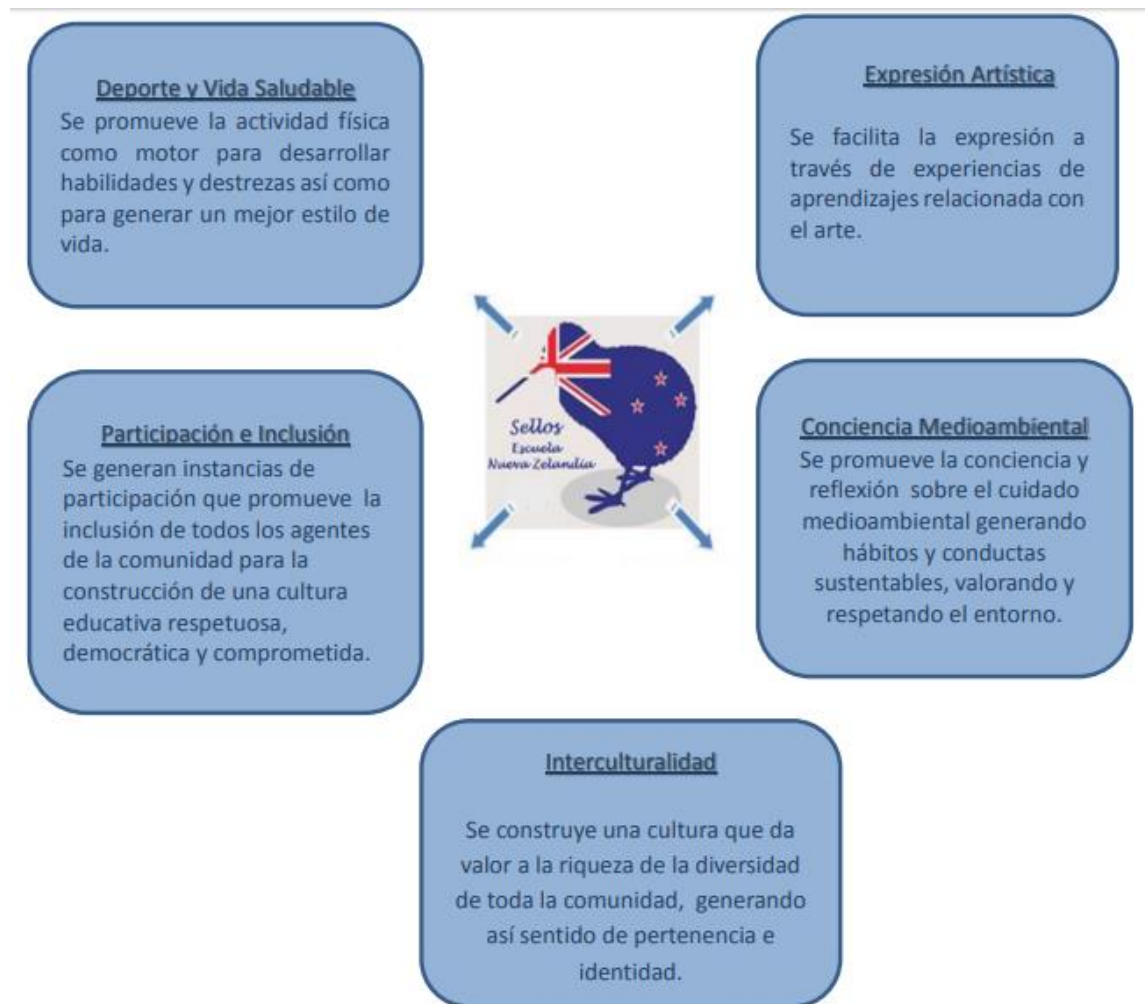 Deporte y Vida Saludable
Se promueve la actividad física
como motor para desarrollar
habilidades y destrezas así como
para generar un mejor estilo de
vida.
Expresión Artística
Se facilita la expresión a
través de experiencias de
aprendizajes relacionada con
el arte.
Sellos
Escuela
Nueva Zelandia
Participación e Inclusión
Se generan instancias de
participación que promueve la
inclusión de todos los agentes
de la comunidad para la
construcción de una cultura
educativa respetuosa,
democrática y comprometida.
Conciencia Medioambiental
Se promueve la conciencia y
reflexión sobre el cuidado
medioambiental generando
hábitos y conductas
sustentables, valorando y
respetando el entorno.
Interculturalidad
Se construye una cultura que da
valor a la riqueza de la diversidad
de toda la comunidad, generando
así sentido de pertenencia e
identidad.